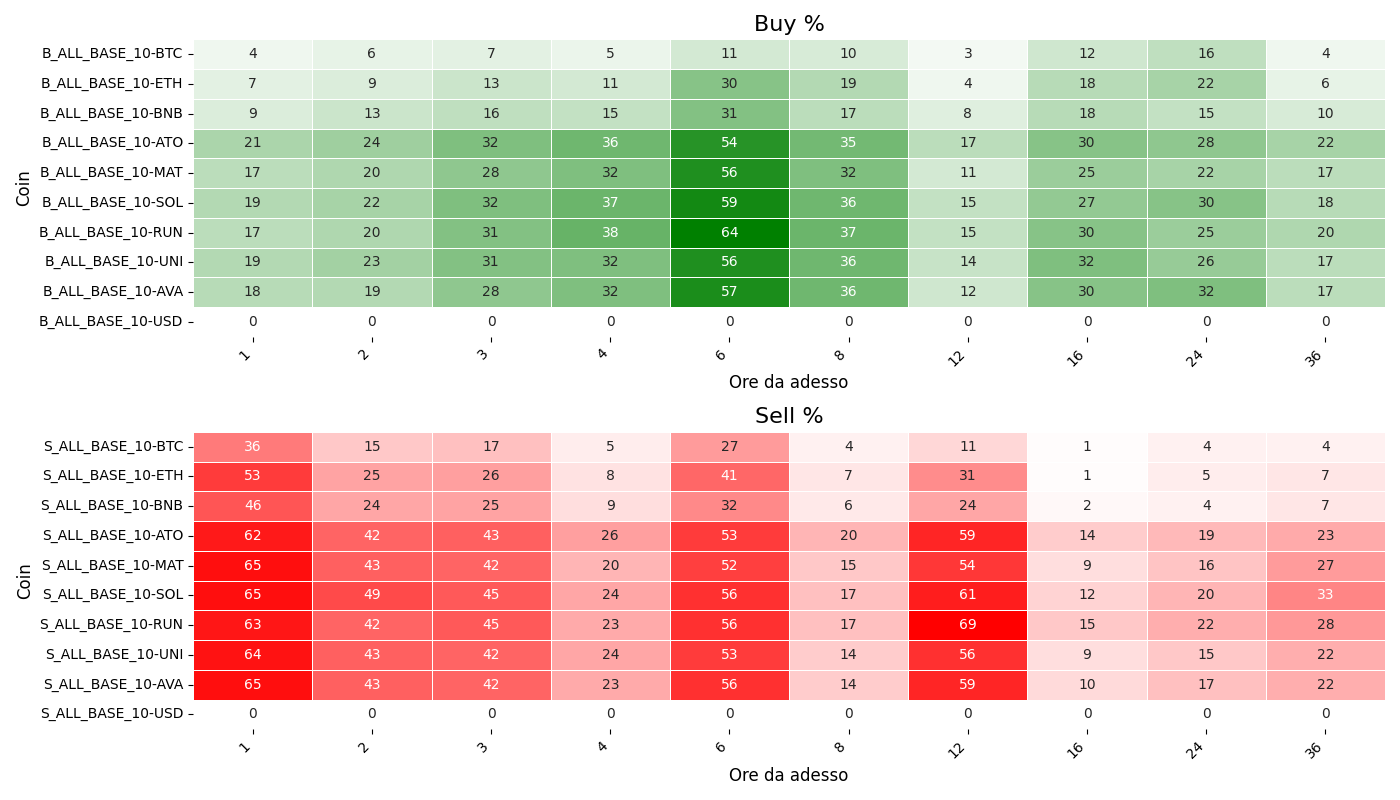 Buy %
Coin
B_ALL_BASE_10-BTC 4 6 7 5 11 10 3 12 16 4
B_ALL_BASE_10-ETH 7 9 13 11 30 19 4 18 22 6
B_ALL_BASE_10-BNB 9 13 16 15 31 17 8 18 15 10
B_ALL_BASE_10-ATO 21 24 32 36 54 35 17 30 28 22
B_ALL_BASE_10-MAT 17 20 28 32 56 32 11 25 22 17
B_ALL_BASE_10-SOL 19 22 32 37 59 36 15 27 30 18
B_ALL_BASE_10-RUN 17 20 31 38 64 37 15 30 25 20
B_ALL_BASE_10-UNI 19 23 31 32 56 36 14 32 26 17
B_ALL_BASE_10-AVA 18 19 28 32 57 36 12 30 32 17
B_ALL_BASE_10-USD 0 0 0 0 0 0 0 0 0 0
1 2 3 4 6 8 12 16 24 36
Ore da adesso
Sell %
Coin
S_ALL_BASE_10-BTC 36 15 17 5 27 4 11 1 4 4
S_ALL_BASE_10-ETH 53 25 26 8 41 7 31 1 5 7
S_ALL_BASE_10-BNB 46 24 25 9 32 6 24 2 4 7
S_ALL_BASE_10-ATO 62 42 43 26 53 20 59 14 19 23
S_ALL_BASE_10-MAT 65 43 42 20 52 15 54 9 16 27
S_ALL_BASE_10-SOL 65 49 45 24 56 17 61 12 20 33
S_ALL_BASE_10-RUN 63 42 45 23 56 17 69 15 22 28
S_ALL_BASE_10-UNI 64 43 42 24 53 14 56 9 15 22
S_ALL_BASE_10-AVA 65 43 42 23 56 14 59 10 17 22
S_ALL_BASE_10-USD 0 0 0 0 0 0 0 0 0 0
1 2 3 4 6 8 12 16 24 36
Ore da adesso